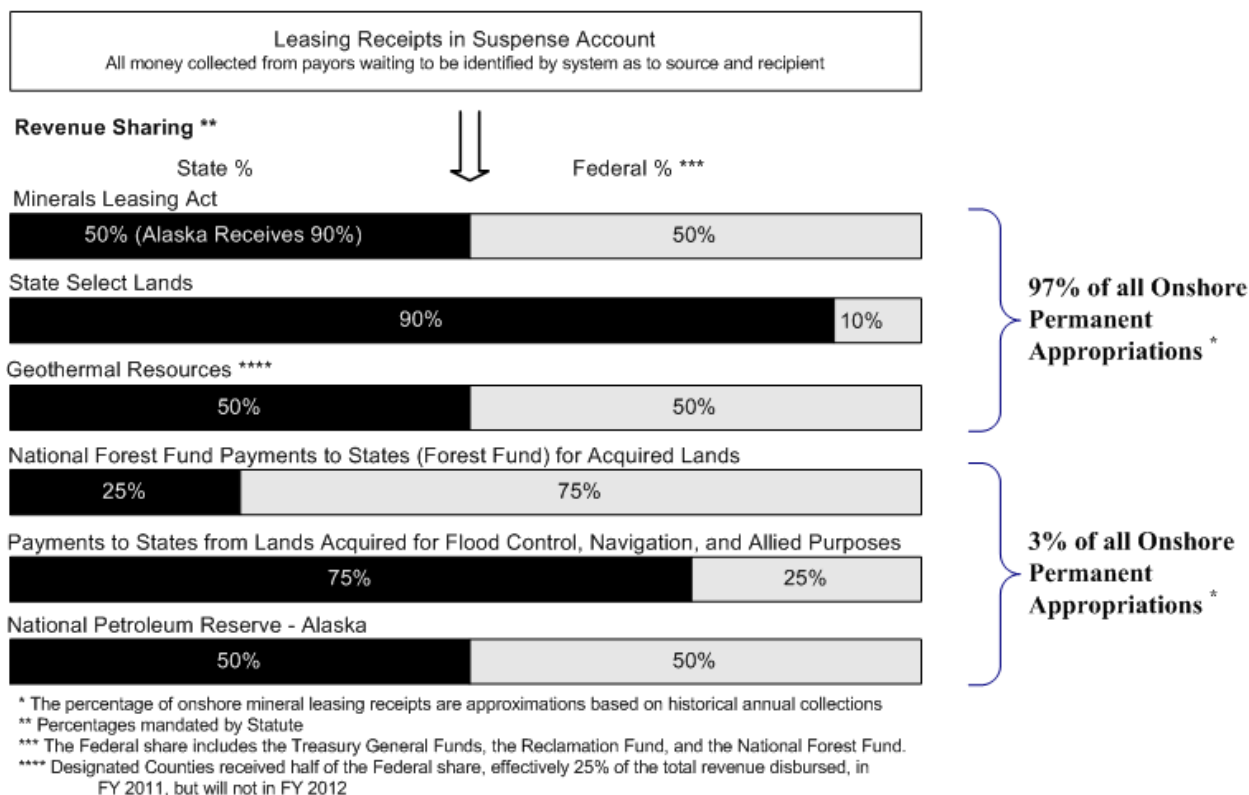 Leasing Receipts in Suspense Account
All money collected from payors waiting to be identified by system as to source and recipient
Revenue Sharing **
State %
Federal % ***
Minerals Leasing Act
50% (Alaska Receives 90%)
50%
State Select Lands
90%
10%
Geothermal Resources ****
50%
50%
97% of all Onshore
Permanent
Appropriations *
National Forest Fund Payments to States (Forest Fund) for Acquired Lands
25%
75%
Payments to States from Lands Acquired for Flood Control, Navigation, and Allied Purposes
75%
25%
National Petroleum Reserve - Alaska
50%
50%
3% of all Onshore
Permanent
Appropriations *
* The percentage of onshore mineral leasing receipts are approximations based on historical annual collections
** Percentages mandated by Statute
*** The Federal share includes the Treasury General Funds, the Reclamation Fund, and the National Forest Fund.
**** Designated Counties received half of the Federal share, effectively 25% of the total revenue disbursed, in
FY 2011, but will not in FY 2012